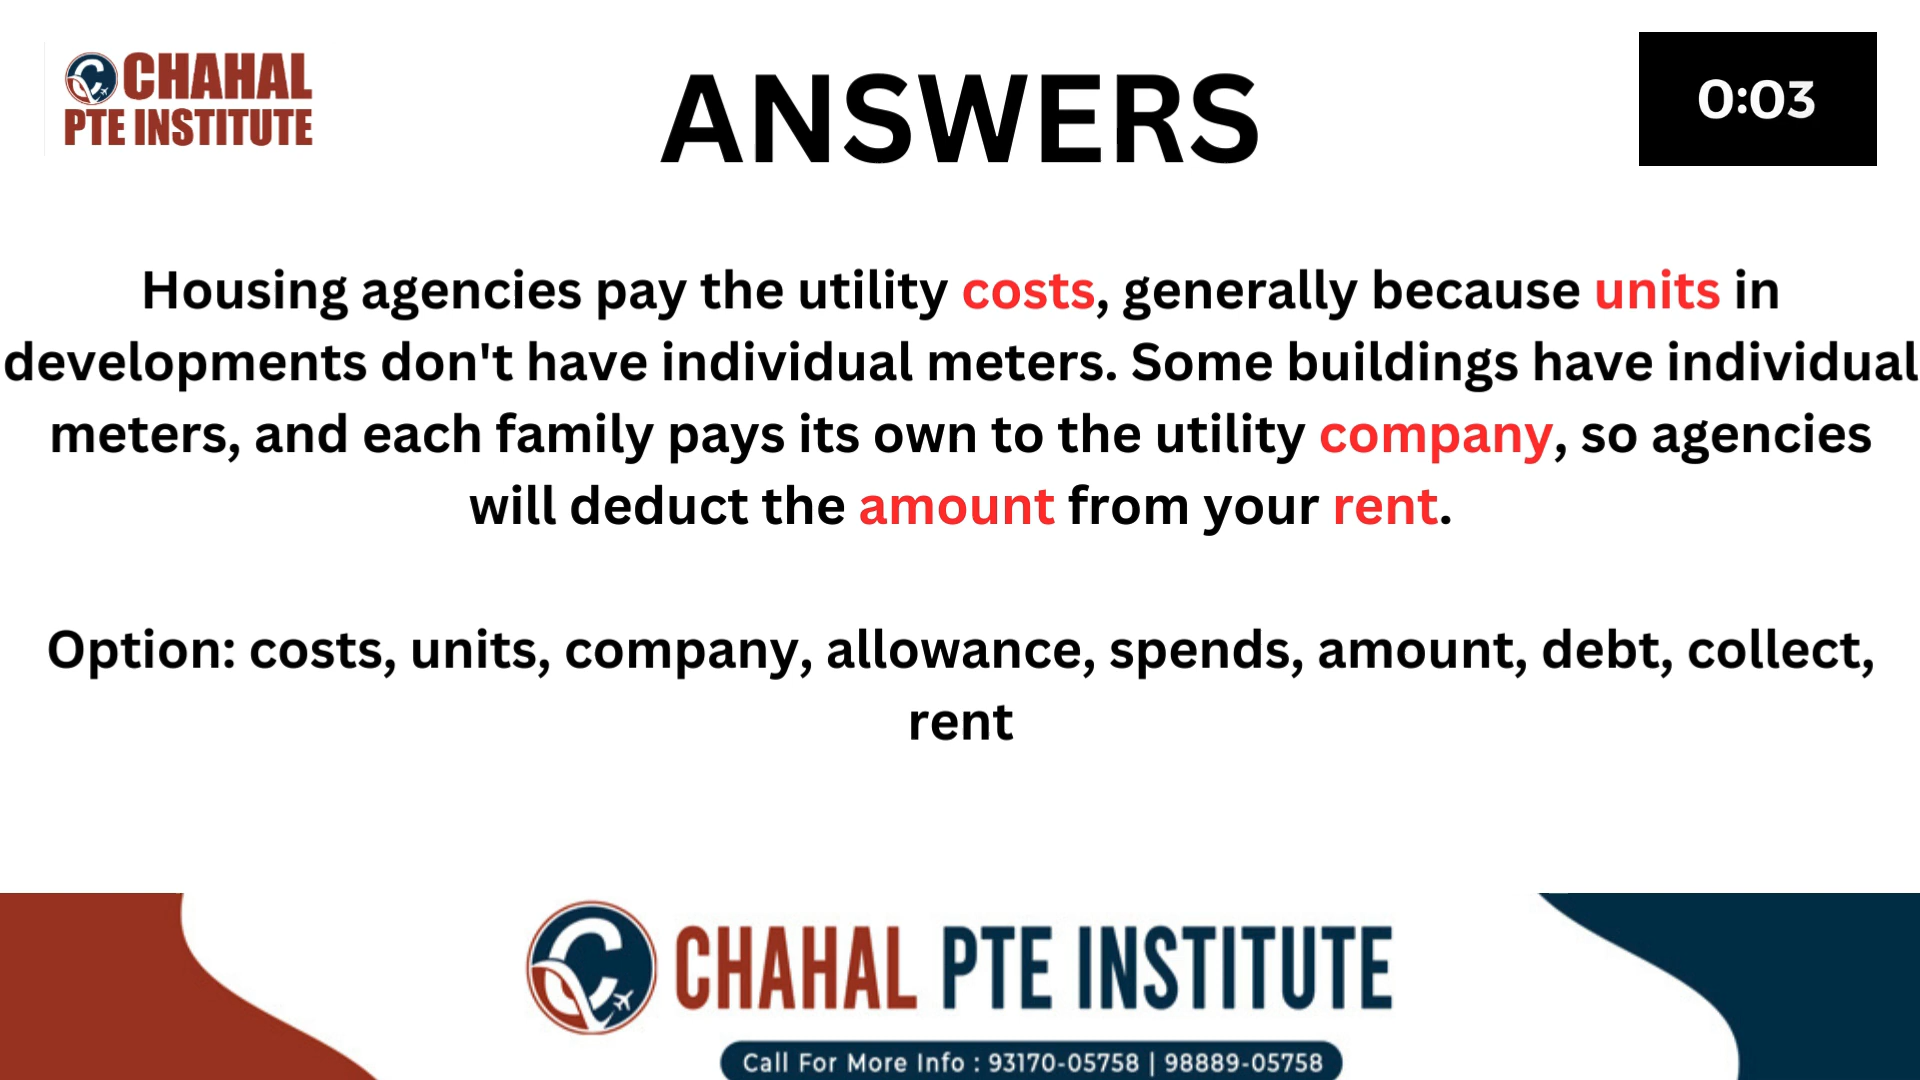 CHAHAL
PTE INSTITUTE
ANSWERS
0:03
Housing agencies pay the utility costs, generally because units in
developments don't have individual meters. Some buildings have individual
meters, and each family pays its own to the utility company, so agencies
will deduct the amount from your rent.
Option: costs, units, company, allowance, spends, amount, debt, collect,
rent
CHAHAL PTE INSTITUTE
Call For More Info : 93170-05758 | 98889-05758